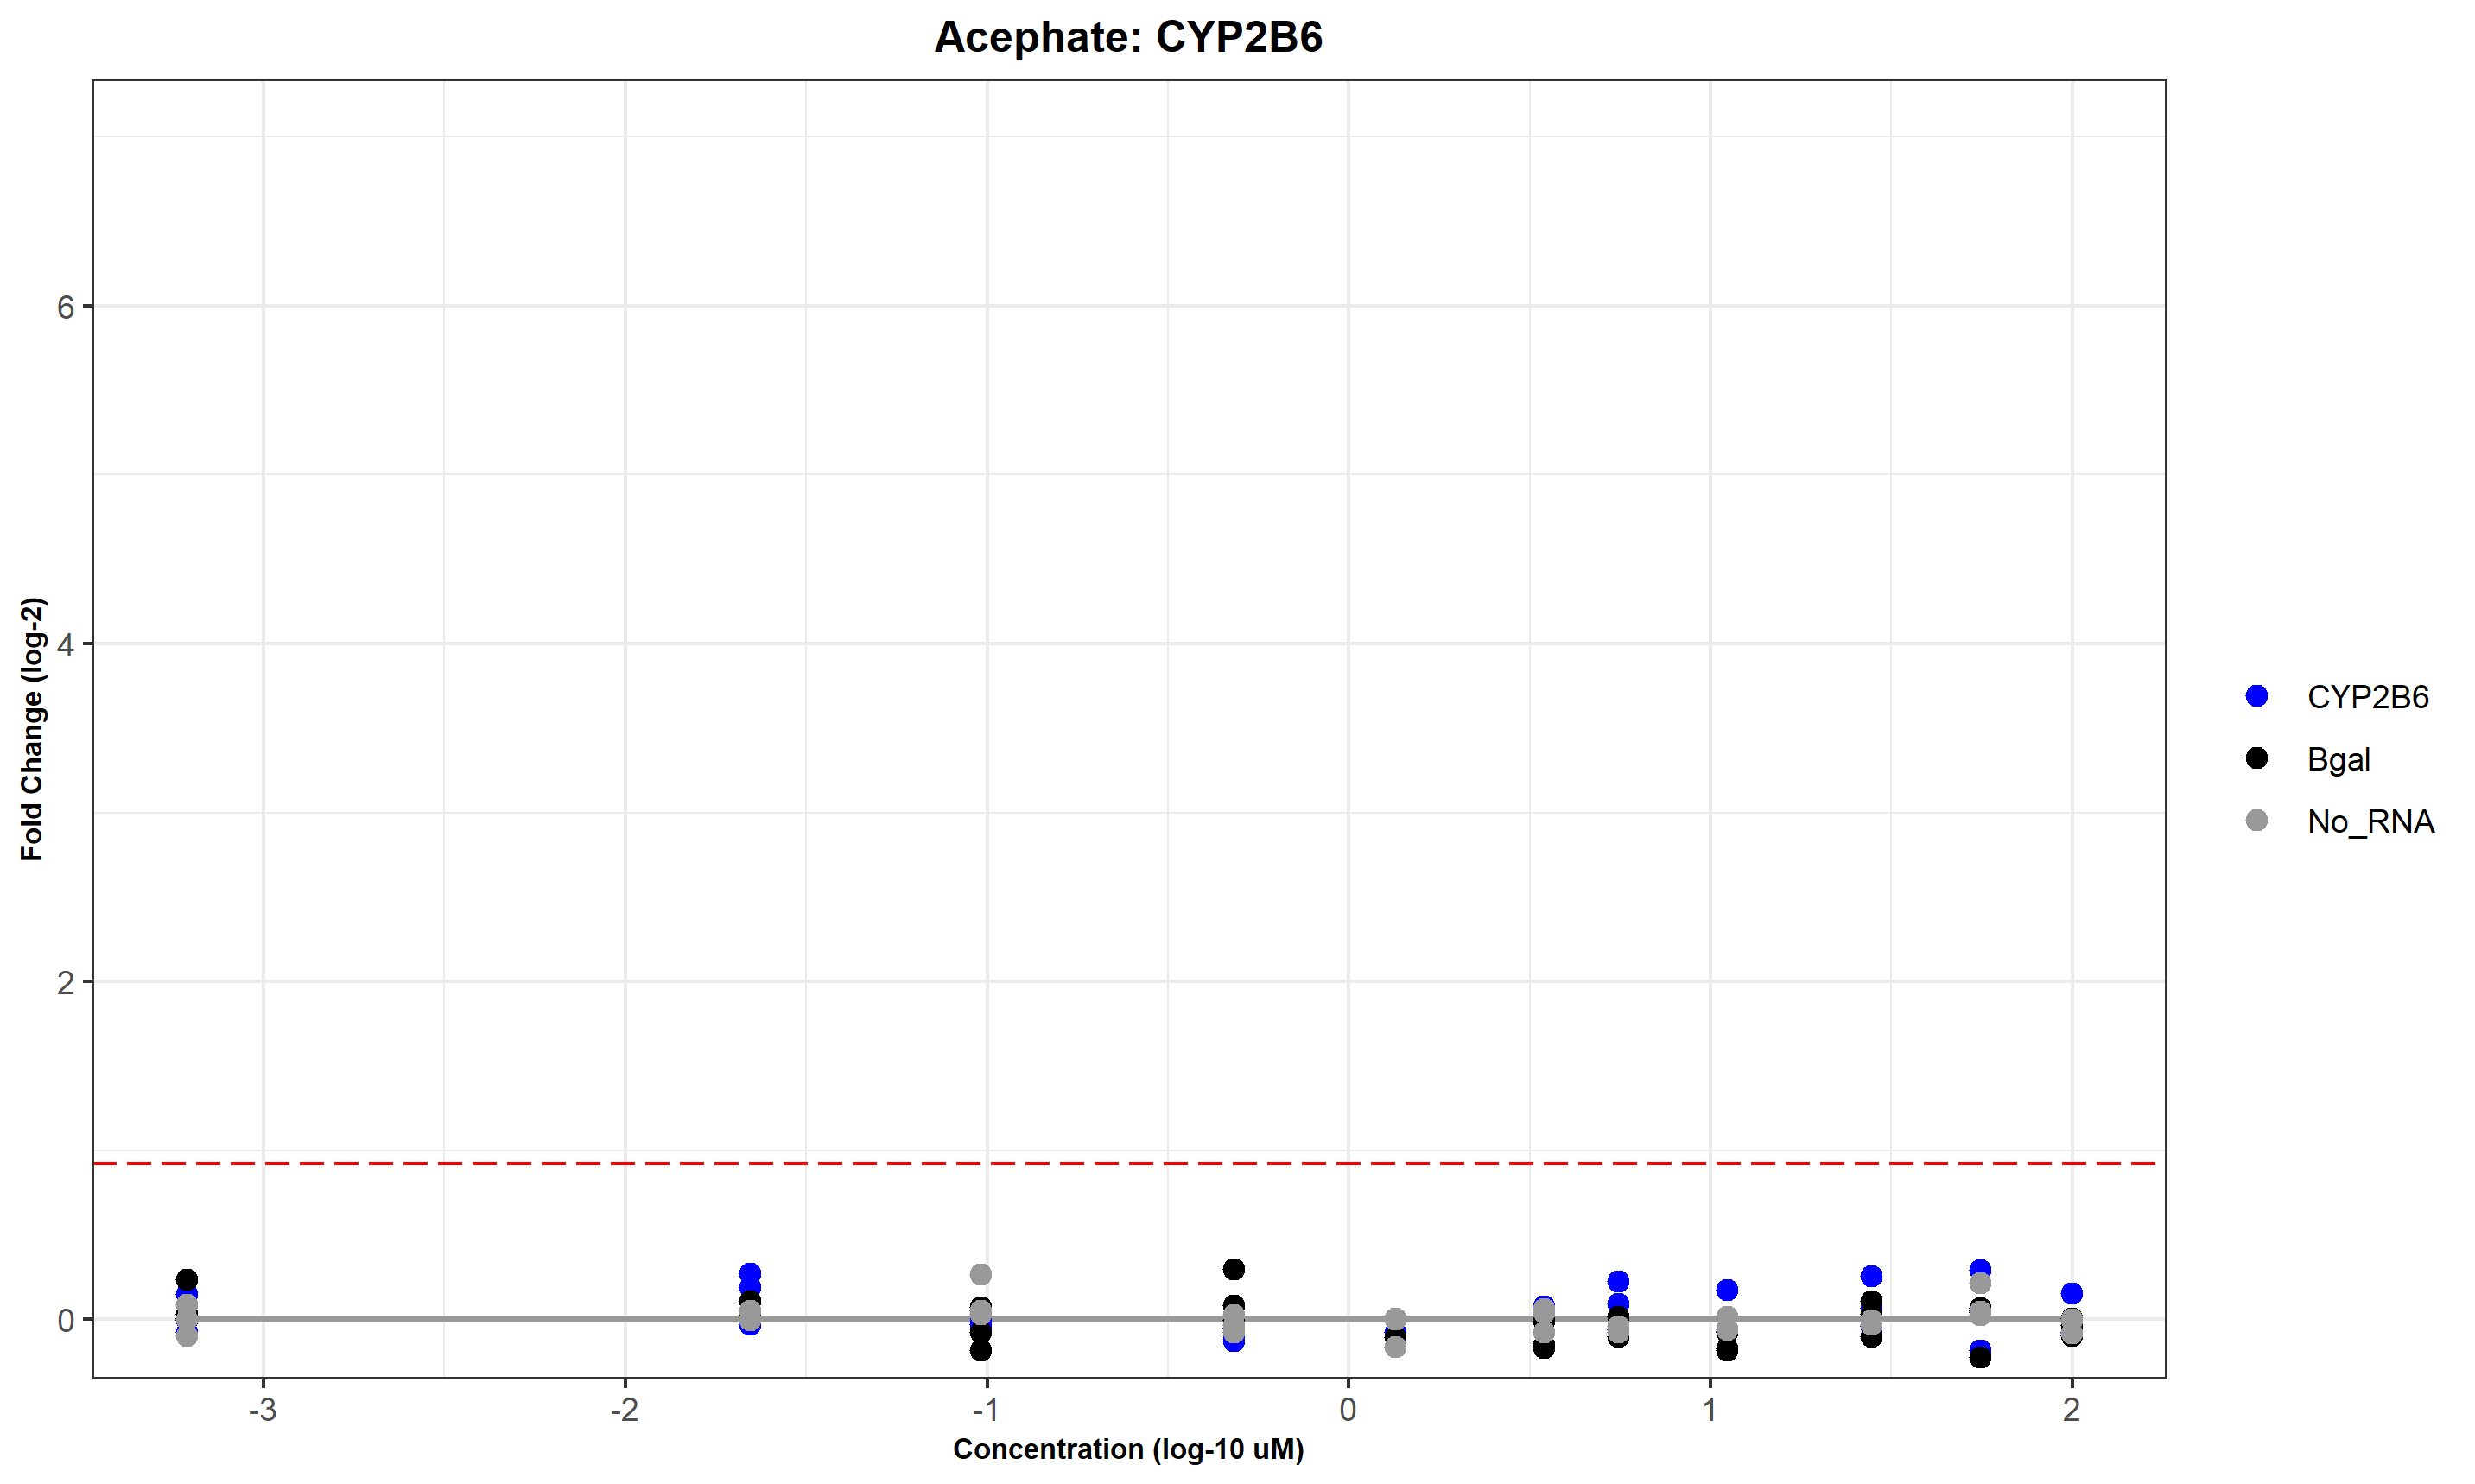 Acephate: CYP2B6
Fold Change (log-2)
6
4
2
0
-3
-2
-1
0
1
2
Concentration (log-10 uM)
CYP2B6
Bgal
No_RNA